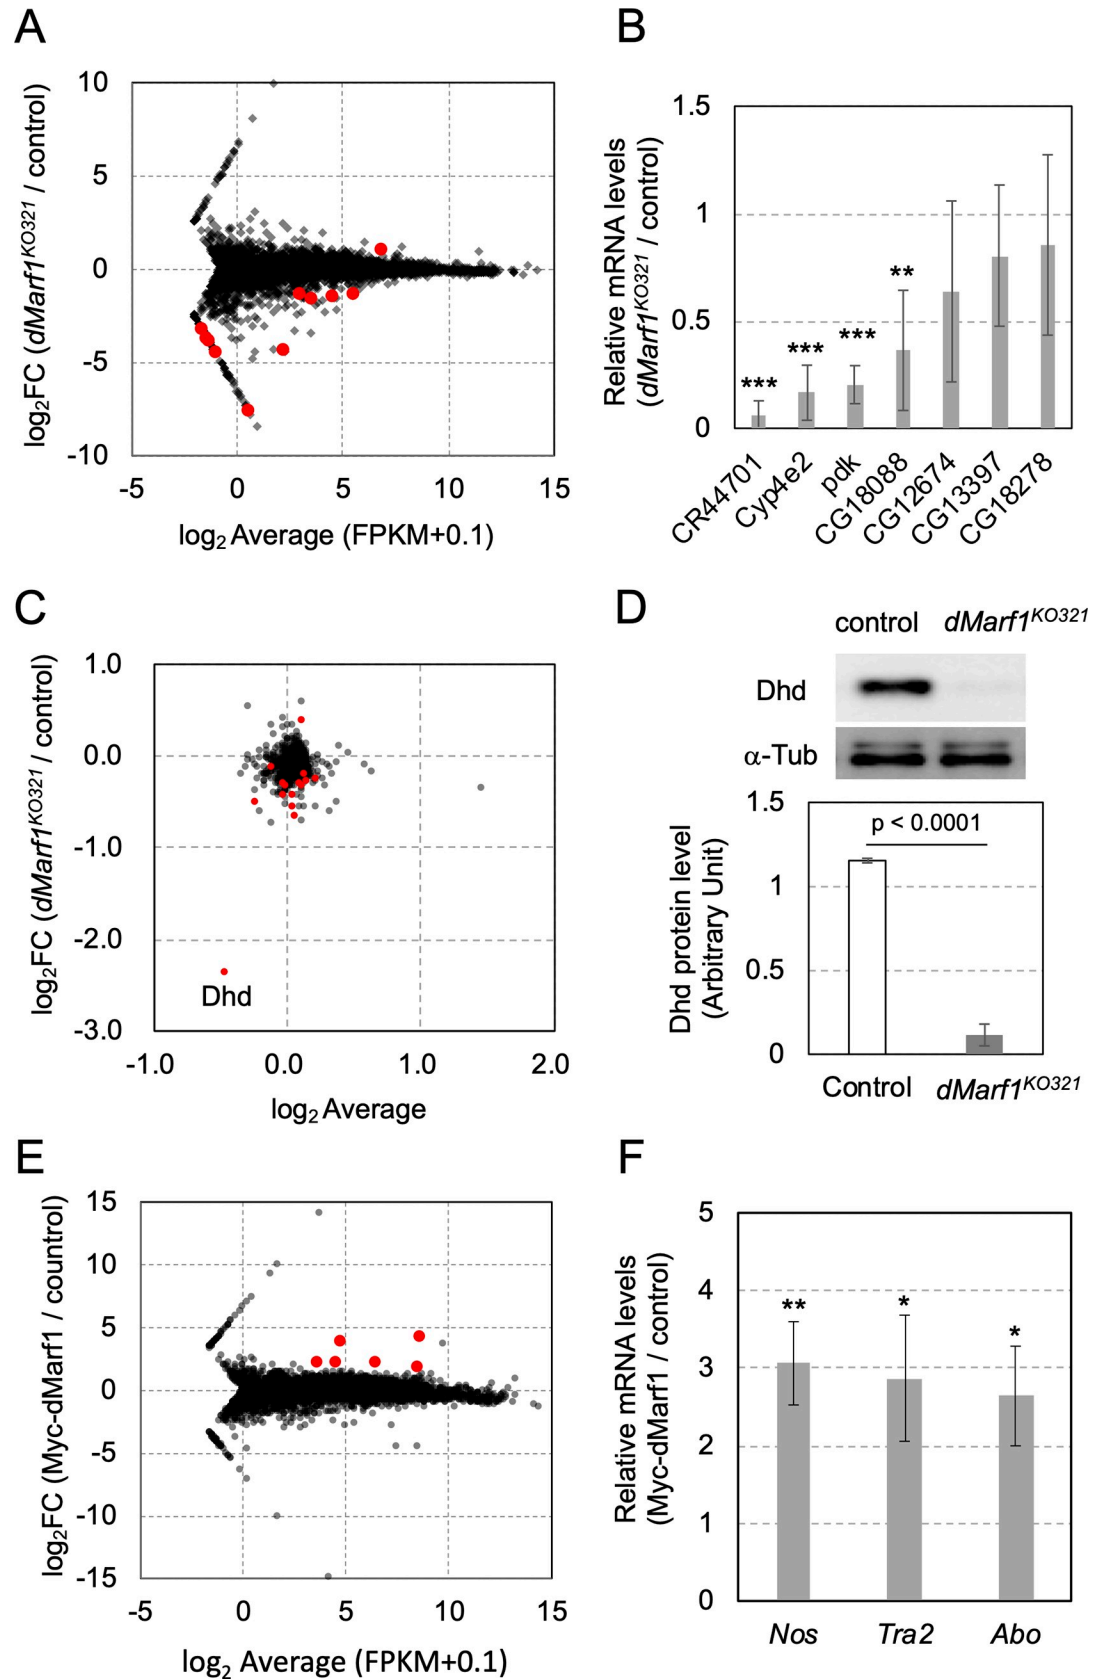 A
log2FC (dMarf1KO321 / control)
10
5
0
-5
-10
-5 0 5 10 15
log2 Average (FPKM+0.1)
B
Relative mRNA levels
(dMarf1KO321 / control)
1.5
1
0.5
0
***
***
***
**
CR44701
Cyp4e2
pdk
CG18088
CG12674
CG13397
CG18278
C
log2FC (dMarf1KO321 / control)
1.0
0.0
-1.0
-2.0
-3.0
Dhd
-1.0 0.0 1.0 2.0
log2 Average
D
control dMarf1KO321
Dhd
α-Tub
Dhd protein level
(Arbitrary Unit)
1.5
1
0.5
0
p < 0.0001
Control dMarf1KO321
E
log2FC (Myc-dMarf1 / countrol)
15
10
5
0
-5
-10
-15
-5 0 5 10 15
log2 Average (FPKM+0.1)
F
Relative mRNA levels
(Myc-dMarf1 / control)
5
4
3
2
1
0
**
*
*
Nos Tra2 Abo